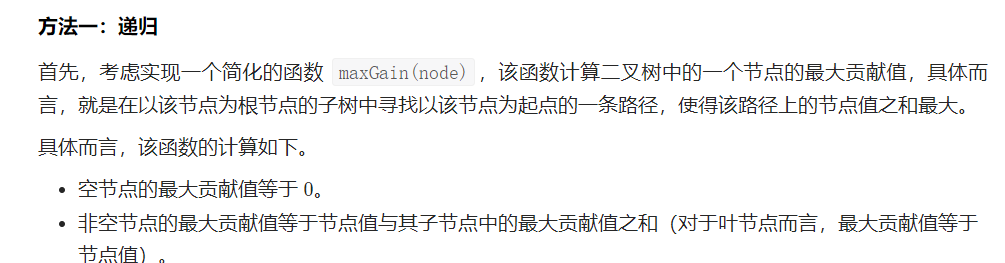 方法一：递归
首先，考虑实现一个简化的函数 maxGain(node) ，该函数计算二叉树中的一个节点的最大贡献值，具体而
言，就是在以该节点为根节点的子树中寻找以该节点为起点的一条路径，使得该路径上的节点值之和最大。
具体而言，该函数的计算如下。
• 空节点的最大贡献值等于 0。
• 非空节点的最大贡献值等于节点值与其子节点中的最大贡献值之和（对于叶节点而言，最大贡献值等于
节点值）。